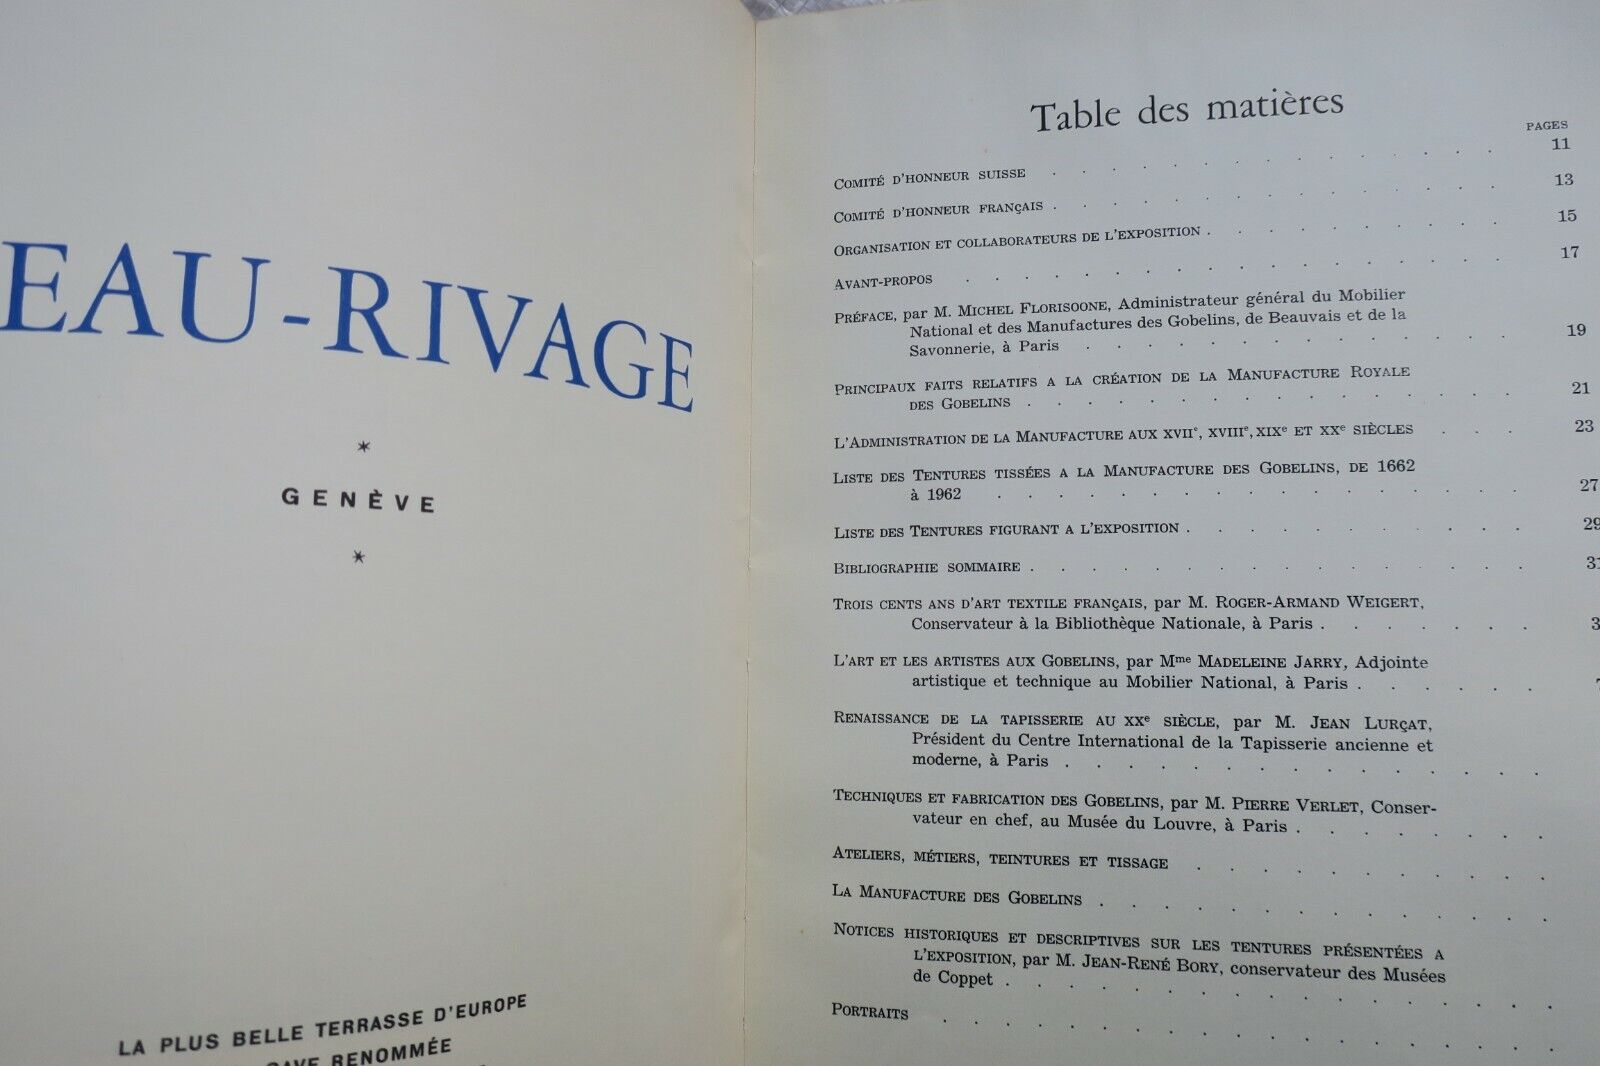 EAU-RIVAGE
*
GENÈVE
*
LA PLUS BELLE TERRASSE D'EUROPE
RENOMMÉE
Table des matières
PAGES
COMITÉ D'HONNEUR SUISSE . . . . . . . . . . . . . . . 11
COMITÉ D'HONNEUR FRANÇAIS . . . . . . . . . . . . . . 13
ORGANISATION ET COLLABORATEURS DE L'EXPOSITION . . . . . . . . . . 15
AVANT-PROPOS . . . . . . . . . . . . . . . . . . 17
PRÉFACE, par M. MICHEL FLORISOONE, Administrateur général du Mobilier
National et des Manufactures des Gobelins, de Beauvais et de la
Savonnerie, à Paris . . . . . . . . . . . . . . 19
PRINCIPAUX FAITS RELATIFS A LA CRÉATION DE LA MANUFACTURE ROYALE
DES GOBELINS . . . . . . . . . . . . . . . . 21
L'ADMINISTRATION DE LA MANUFACTURE AUX XVIIe, XVIIIe, XIXe ET XXe SIÈCLES . . . 23
LISTE DES TENTURES TISSÉES A LA MANUFACTURE DES GOBELINS, DE 1662
à 1962 . . . . . . . . . . . . . . . . . 27
LISTE DES TENTURES FIGURANT A L'EXPOSITION . . . . . . . . . . . 29
BIBLIOGRAPHIE SOMMAIRE . . . . . . . . . . . . . . . . 31
TROIS CENTS ANS D'ART TEXTILE FRANÇAIS, par M. ROGER-ARMAND WEIGERT,
Conservateur à la Bibliothèque Nationale, à Paris . . . . . . . 3
L'ART ET LES ARTISTES AUX GOBELINS, par Mme MADELEINE JARRY, Adjointe
artistique et technique au Mobilier National, à Paris . . . . . .
RENAISSANCE DE LA TAPISSERIE AU XXe SIÈCLE, par M. JEAN LURÇAT,
Président du Centre International de la Tapisserie ancienne et
moderne, à Paris . . . . . . . . . . . . . . .
TECHNIQUES ET FABRICATION DES GOBELINS, par M. PIERRE VERLET, Conser-
vateur en chef, au Musée du Louvre, à Paris . . . . . . . .
ATELIERS, MÉTIERS, TEINTURES ET TISSAGE . . . . . . . . . . . .
LA MANUFACTURE DES GOBELINS . . . . . . . . . . . . . . .
NOTICES HISTORIQUES ET DESCRIPTIVES SUR LES TENTURES PRÉSENTÉES A
L'EXPOSITION, par M. JEAN-RENÉ BORY, conservateur des Musées
de Coppet . . . . . . . . . . . . . . . . . .
PORTRAITS . . . . . . . . . . . . . . . . . . . .